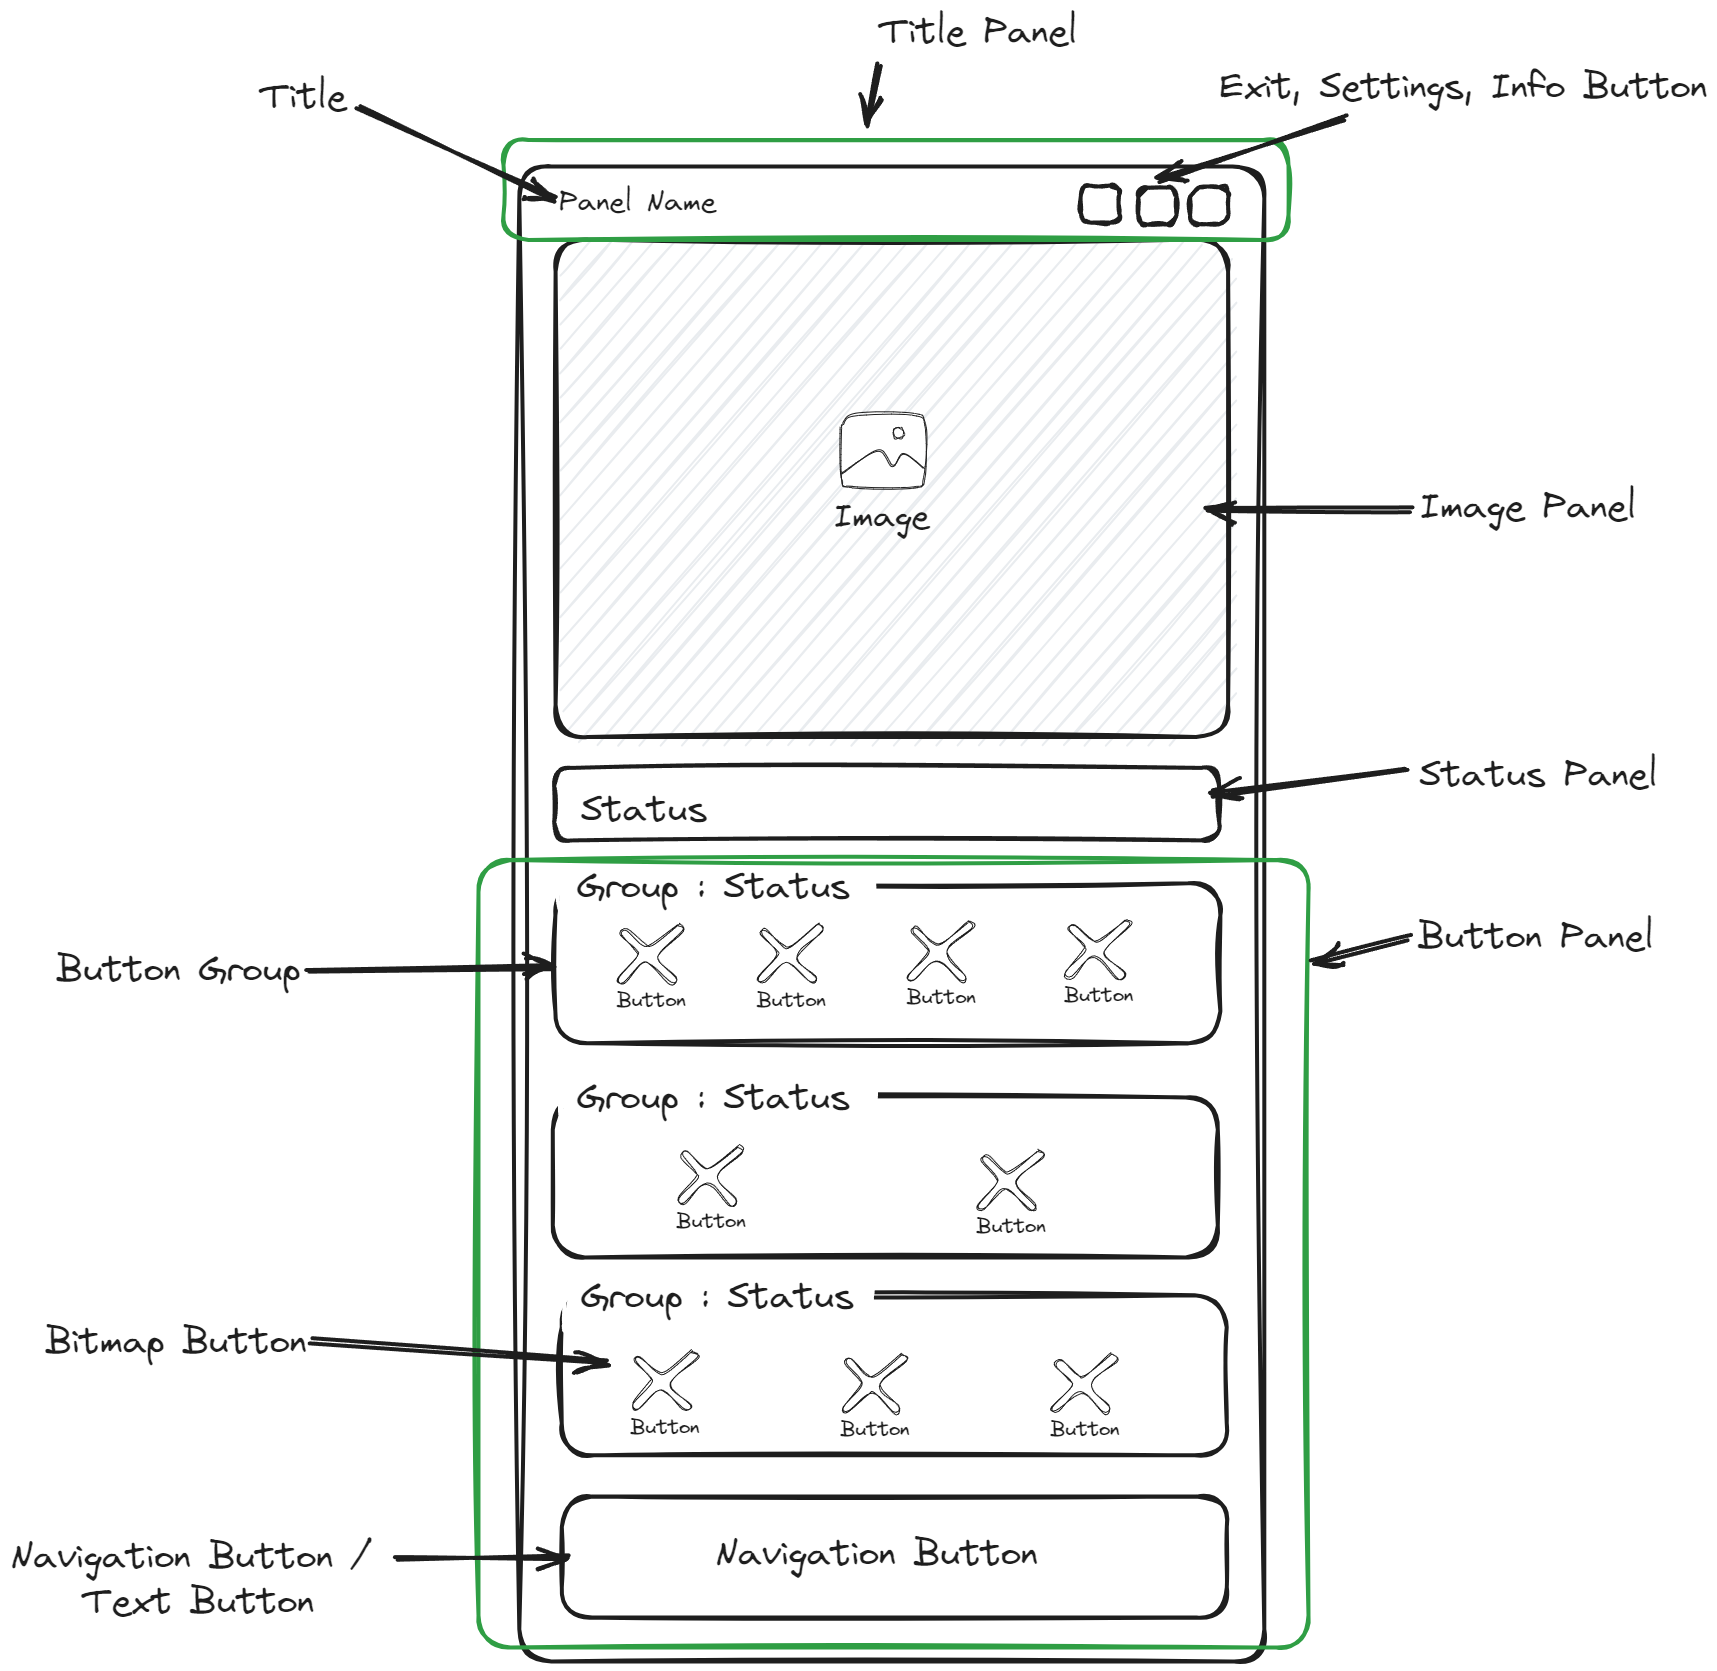 Title Panel
Exit, Settings, Info Button
Title
Panel Name
Image
Image Panel
Status Panel
Status
Group : Status
Button Panel
Button Group
Button Button Button Button
Group : Status
Button Button
Group : Status
Bitmap Button
Button Button Button
Navigation Button /
Text Button
Navigation Button